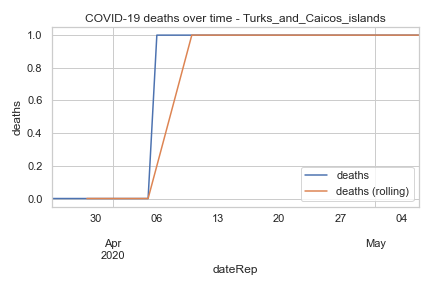 COVID-19 deaths over time - Turks_and_Caicos_islands
deaths
1.0
0.8
0.6
0.4
0.2
0.0
deaths
deaths (rolling)
30 06 13 20 27 04
Apr May
2020
dateRep